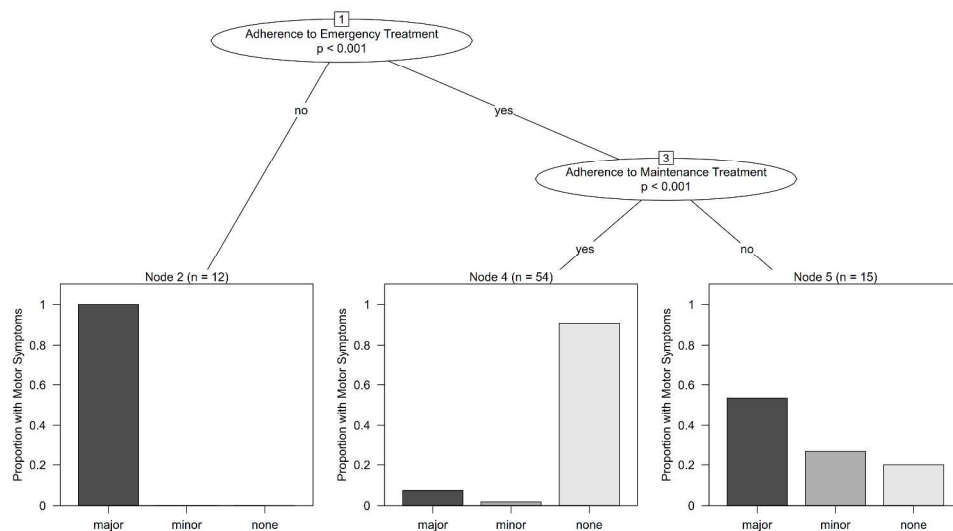 1
Adherence to Emergency Treatment
p < 0.001
no
yes
3
Adherence to Maintenance Treatment
p < 0.001
yes
no
Node 2 (n = 12)
Proportion with Motor Symptoms
1
0.8
0.6
0.4
0.2
0
major minor none
Node 4 (n = 54)
Proportion with Motor Symptoms
1
0.8
0.6
0.4
0.2
0
major minor none
Node 5 (n = 15)
Proportion with Motor Symptoms
1
0.8
0.6
0.4
0.2
0
major minor none